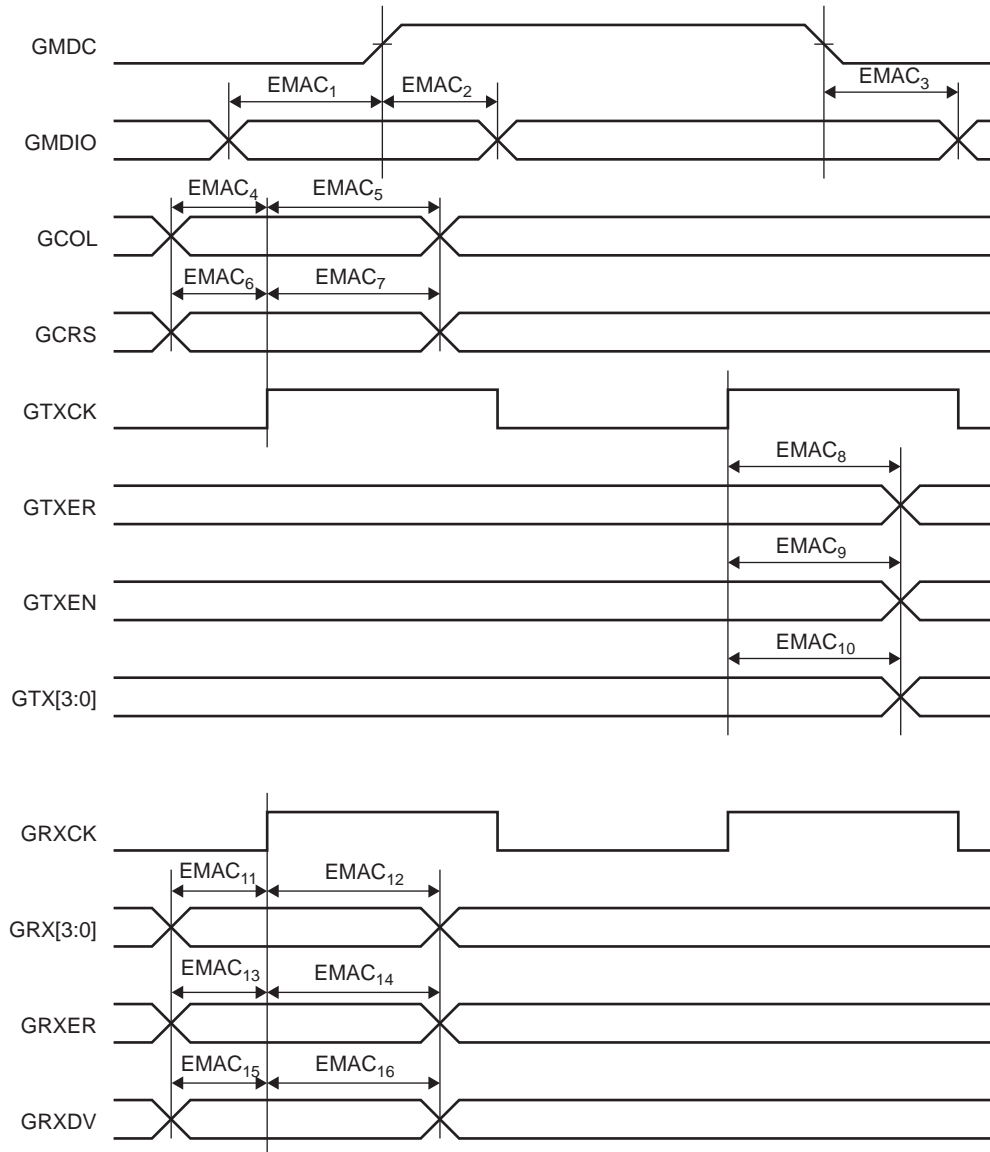 GMDC
EMAC₁ EMAC₂ EMAC₃
GMDIO
EMAC₄ EMAC₅
GCOL
EMAC₆ EMAC₇
GCRS
GTXCK
EMAC₈
GTXER
EMAC₉
GTXEN
EMAC₁₀
GTX[3:0]
GRXCK
EMAC₁₁ EMAC₁₂
GRX[3:0]
EMAC₁₃ EMAC₁₄
GRXER
EMAC₁₅ EMAC₁₆
GRXDV